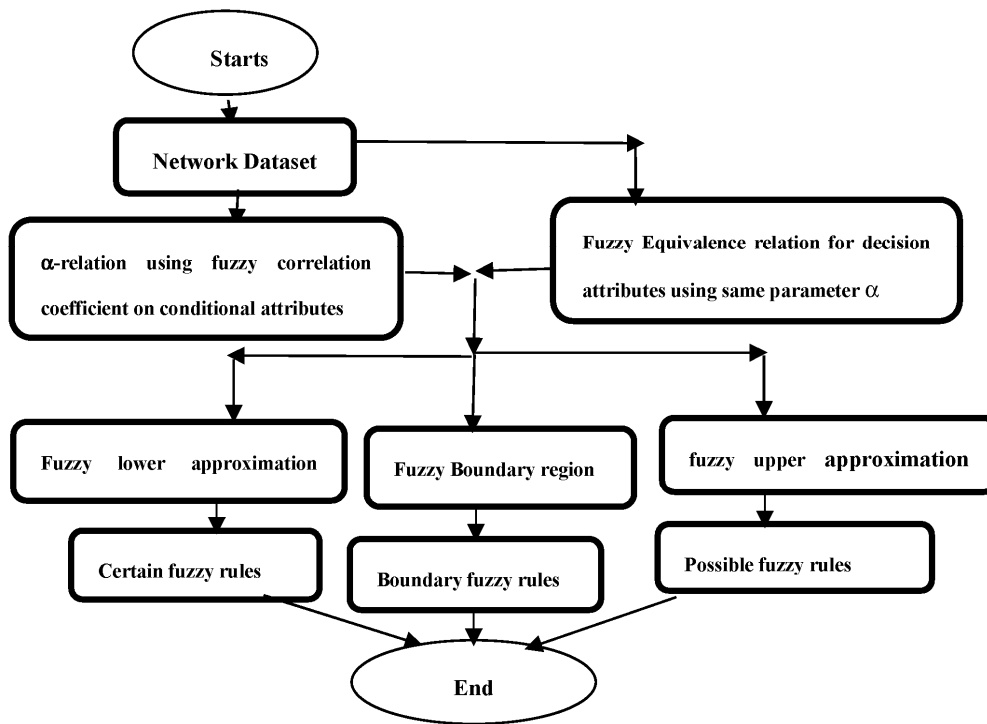 Starts
Network Dataset
α-relation using fuzzy correlation
coefficient on conditional attributes
Fuzzy Equivalence relation for decision
attributes using same parameter α
Fuzzy lower approximation
Fuzzy Boundary region
fuzzy upper approximation
Certain fuzzy rules
Boundary fuzzy rules
Possible fuzzy rules
End